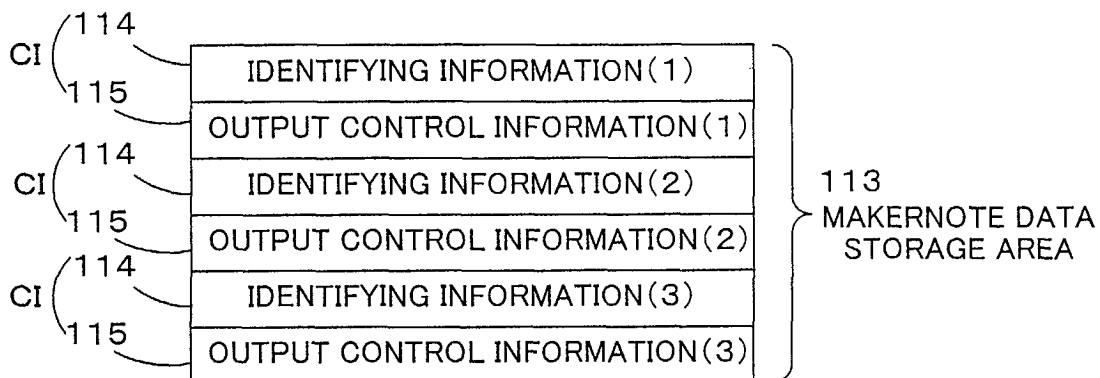 CI 114 IDENTIFYING INFORMATION(1)
115 OUTPUT CONTROL INFORMATION(1)
CI 114 IDENTIFYING INFORMATION(2)
115 OUTPUT CONTROL INFORMATION(2)
CI 114 IDENTIFYING INFORMATION(3)
115 OUTPUT CONTROL INFORMATION(3)
113
MAKERNOTE DATA
STORAGE AREA